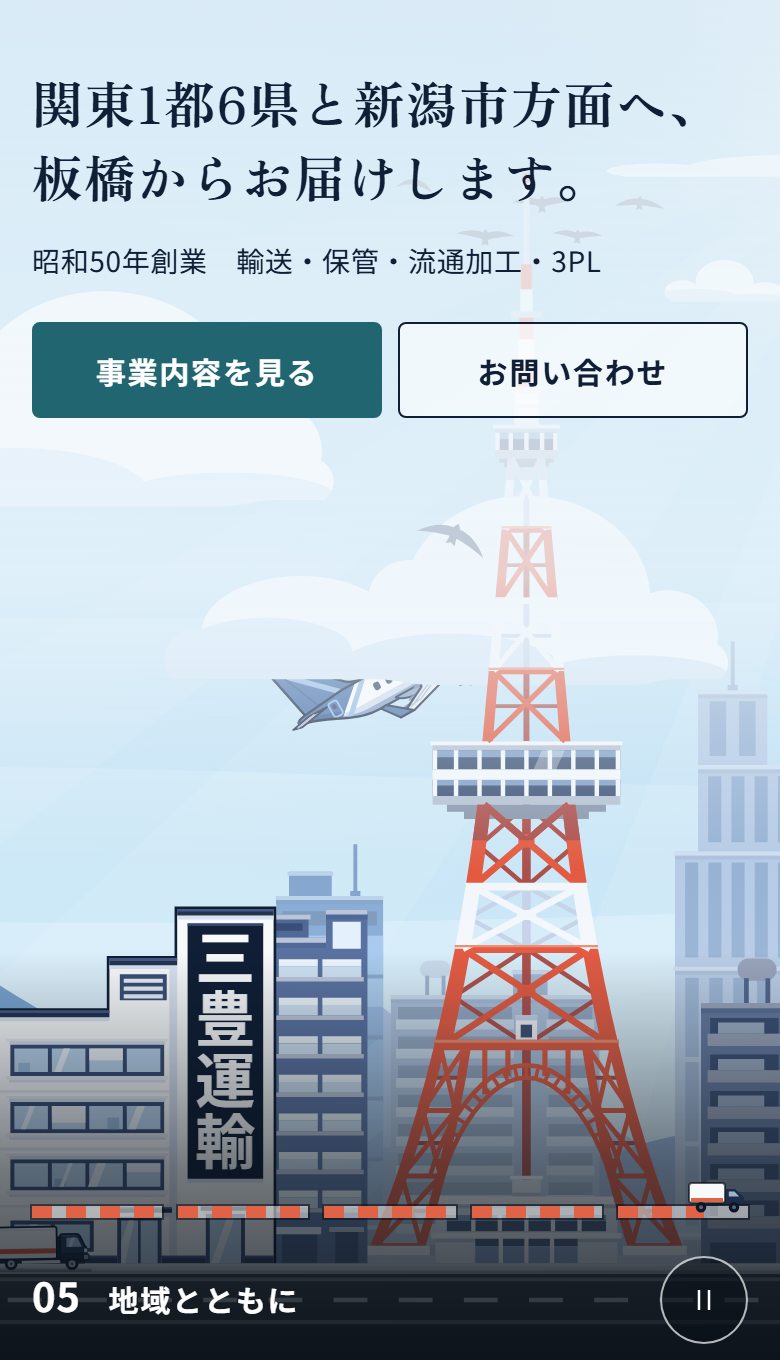 関東1都6県と新潟市方面へ、
板橋からお届けします。
昭和50年創業　輸送・保管・流通加工・3PL
事業内容を見る
お問い合わせ
三豊運輸
05 地域とともに